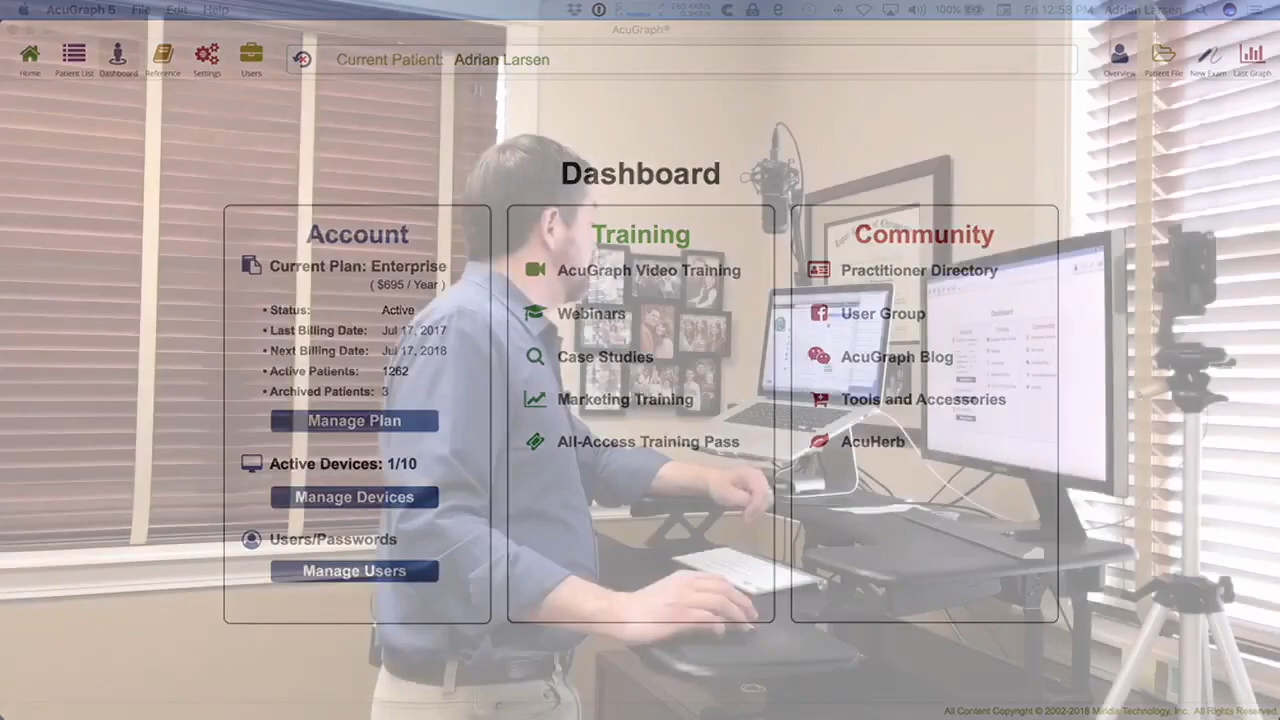 AcuGraph 5 File Edit Help 100% Fri 12:58 PM Adrian Larsen
AcuGraph®
Home Patient List Dashboard Reference Settings Users
Current Patient: Adrian Larsen
Overview Patient File New Exam Last Graph
Dashboard
Account
Current Plan: Enterprise
( $695 / Year )
• Status: Active
• Last Billing Date: Jul 17, 2017
• Next Billing Date: Jul 17, 2018
• Active Patients: 1262
• Archived Patients: 3
Manage Plan
Active Devices: 1/10
Manage Devices
Users/Passwords
Manage Users
Training
AcuGraph Video Training
Webinars
Case Studies
Marketing Training
All-Access Training Pass
Community
Practitioner Directory
User Group
AcuGraph Blog
Tools and Accessories
AcuHerb
All Content Copyright © 2002-2018 Miridia Technology, Inc. All Rights Reserved.